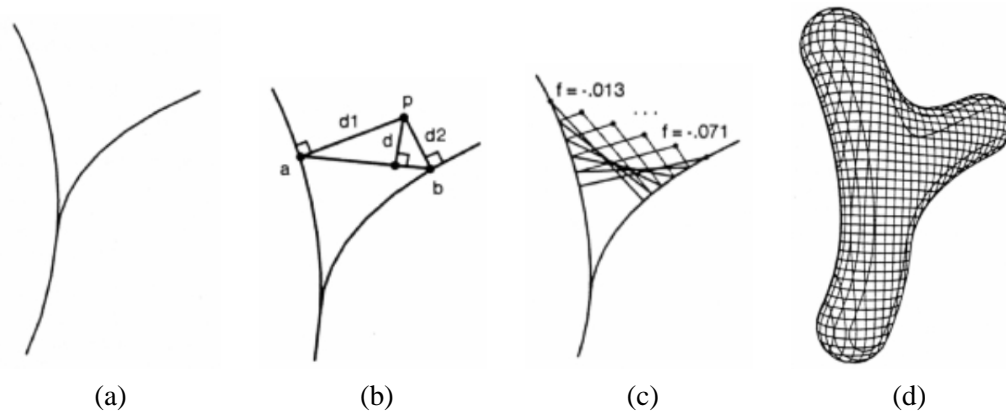 p
d1
d
d2
a
b
f = -.013
. . .
f = -.071
(a)
(b)
(c)
(d)